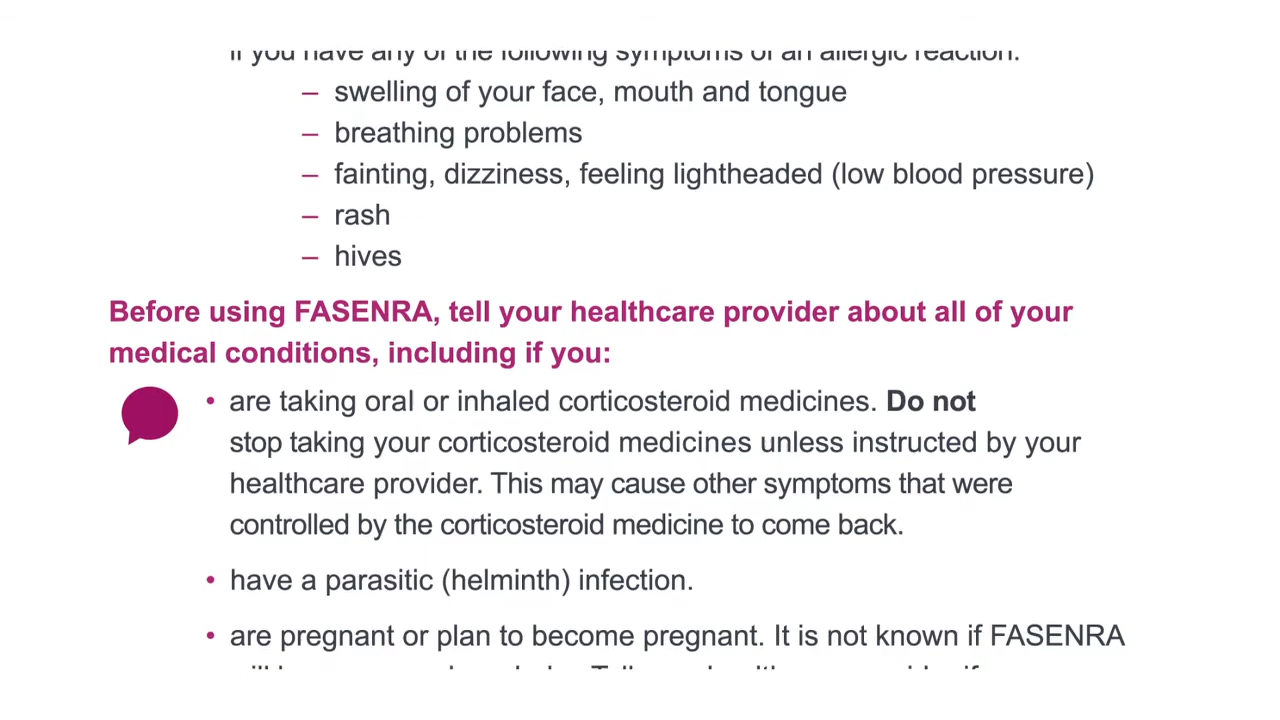 if you have any of the following symptoms of an allergic reaction:
– swelling of your face, mouth and tongue
– breathing problems
– fainting, dizziness, feeling lightheaded (low blood pressure)
– rash
– hives
Before using FASENRA, tell your healthcare provider about all of your
medical conditions, including if you:
• are taking oral or inhaled corticosteroid medicines. Do not
stop taking your corticosteroid medicines unless instructed by your
healthcare provider. This may cause other symptoms that were
controlled by the corticosteroid medicine to come back.
• have a parasitic (helminth) infection.
• are pregnant or plan to become pregnant. It is not known if FASENRA